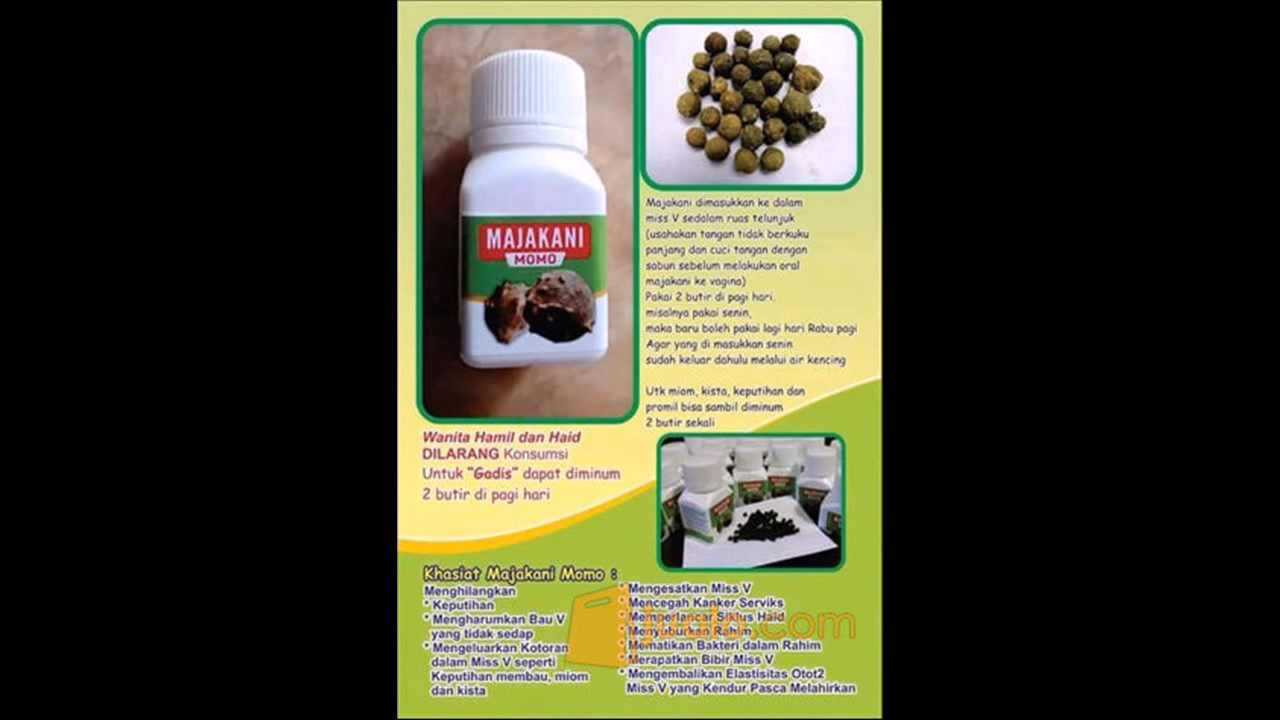 MAJAKANI
MOMO
Majakani dimasukkan ke dalam
miss V sedalam ruas telunjuk
(usahakan tangan tidak berkuku
panjang dan cuci tangan dengan
sabun sebelum melakukan oral
majakani ke vagina)
Pakai 2 butir di pagi hari.
misalnya pakai senin,
maka baru boleh pakai lagi hari Rabu pagi
Agar yang di masukkan senin
sudah keluar dahulu melalui air kencing
Utk miom, kista, keputihan dan
promil bisa sambil diminum
2 butir sekali
Wanita Hamil dan Haid
DILARANG Konsumsi
Untuk "Gadis" dapat diminum
2 butir di pagi hari
Khasiat Majakani Momo :
Menghilangkan
* Keputihan
* Mengharumkan Bau V
yang tidak sedap
* Mengeluarkan Kotoran
dalam Miss V seperti
Keputihan membau, miom
dan kista
* Mengesatkan Miss V
* Mencegah Kanker Serviks
* Memperlancar Siklus Haid
* Menyuburkan Rahim
* Mematikan Bakteri dalam Rahim
* Merapatkan Bibir Miss V
* Mengembalikan Elastisitas Otot2
Miss V yang Kendur Pasca Melahirkan
jualo.com